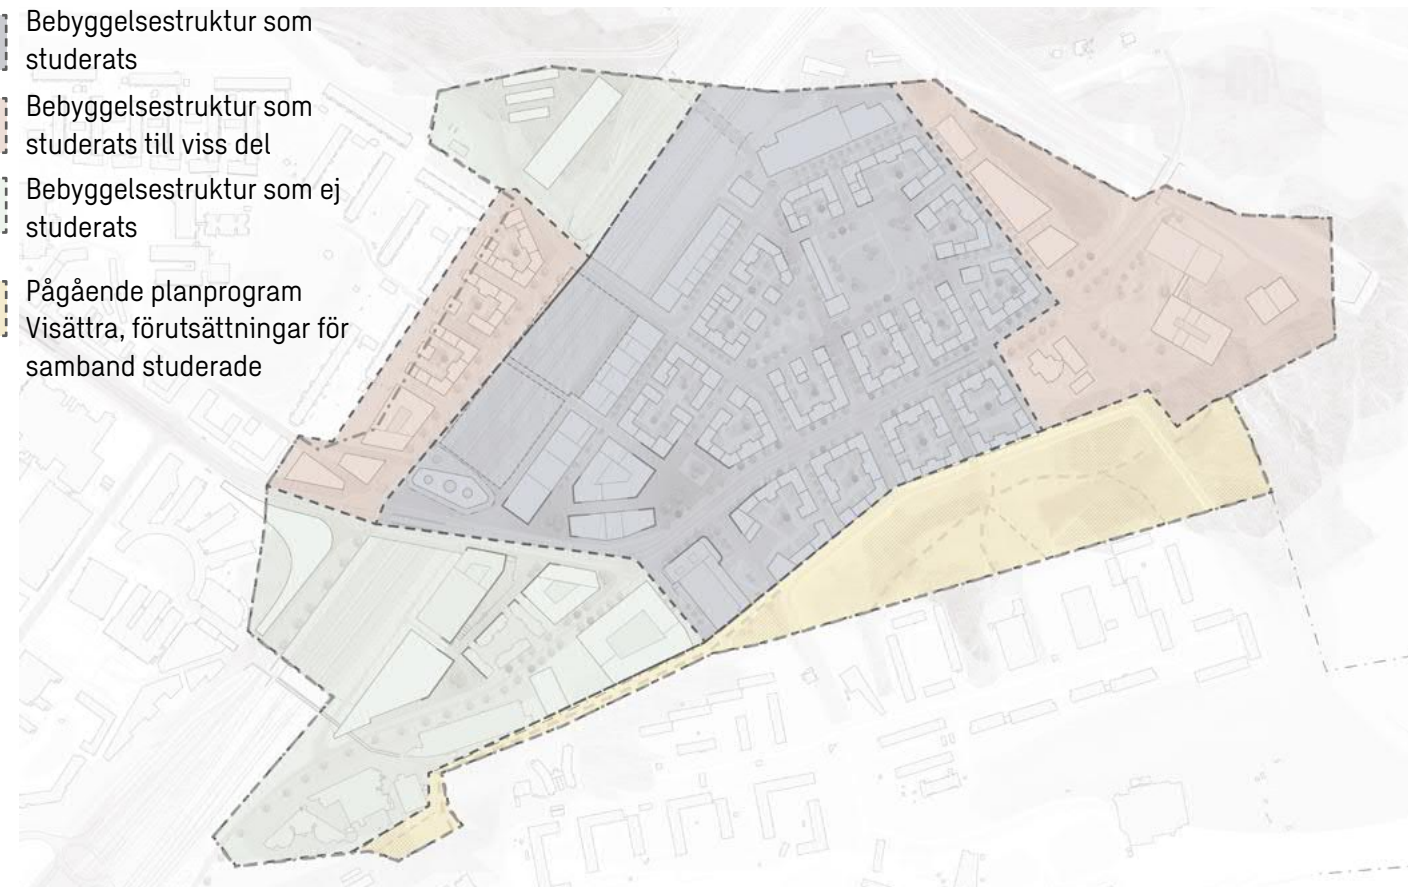 Bebyggelsestruktur som
studerats
Bebyggelsestruktur som
studerats till viss del
Bebyggelsestruktur som ej
studerats
Pågående planprogram
Visättra, förutsättningar för
samband studerade